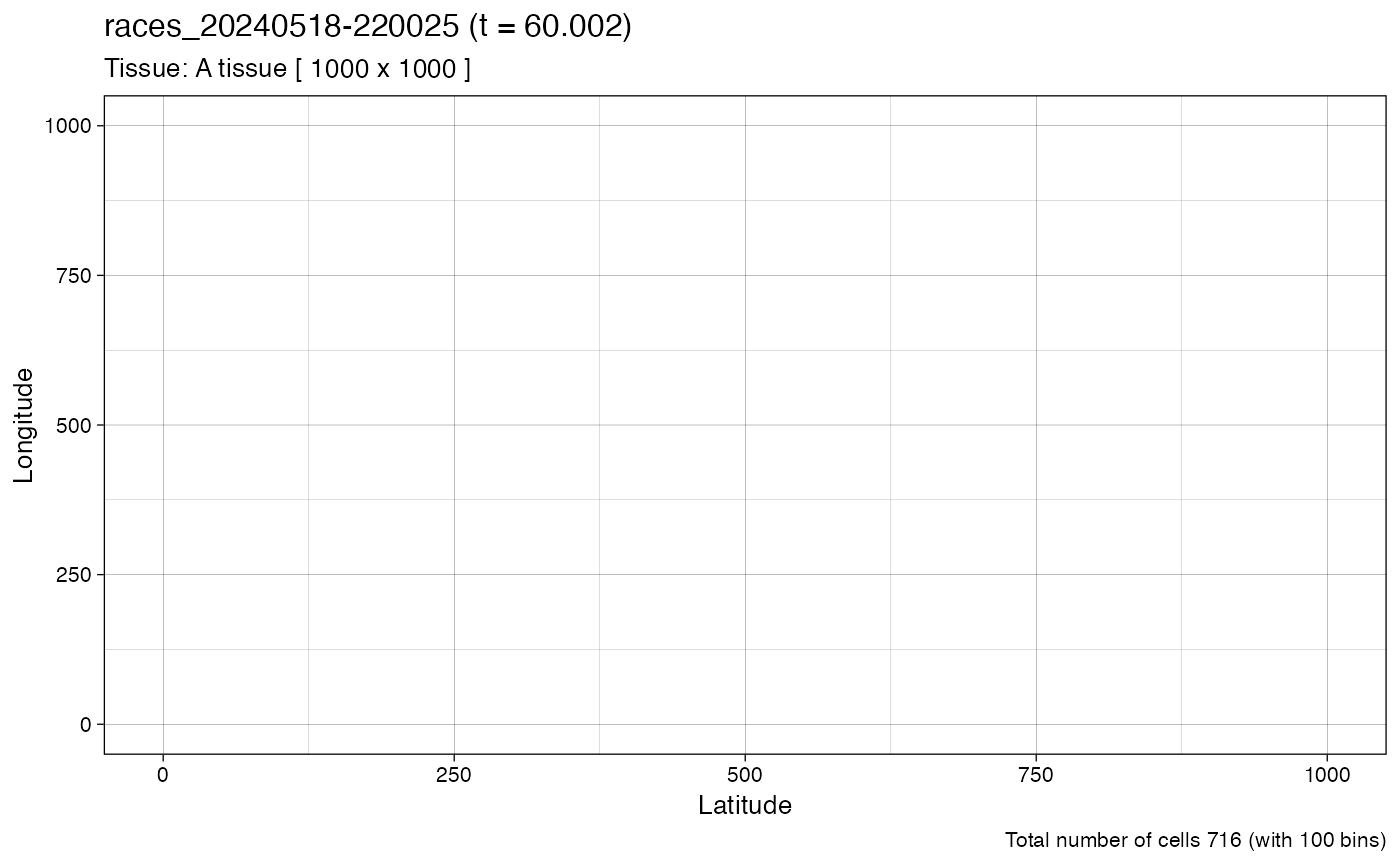 races_20240518-220025 (t = 60.002)
Tissue: A tissue [ 1000 x 1000 ]
1000
750
500
250
0
Longitude
0 250 500 750 1000
Latitude
Total number of cells 716 (with 100 bins)